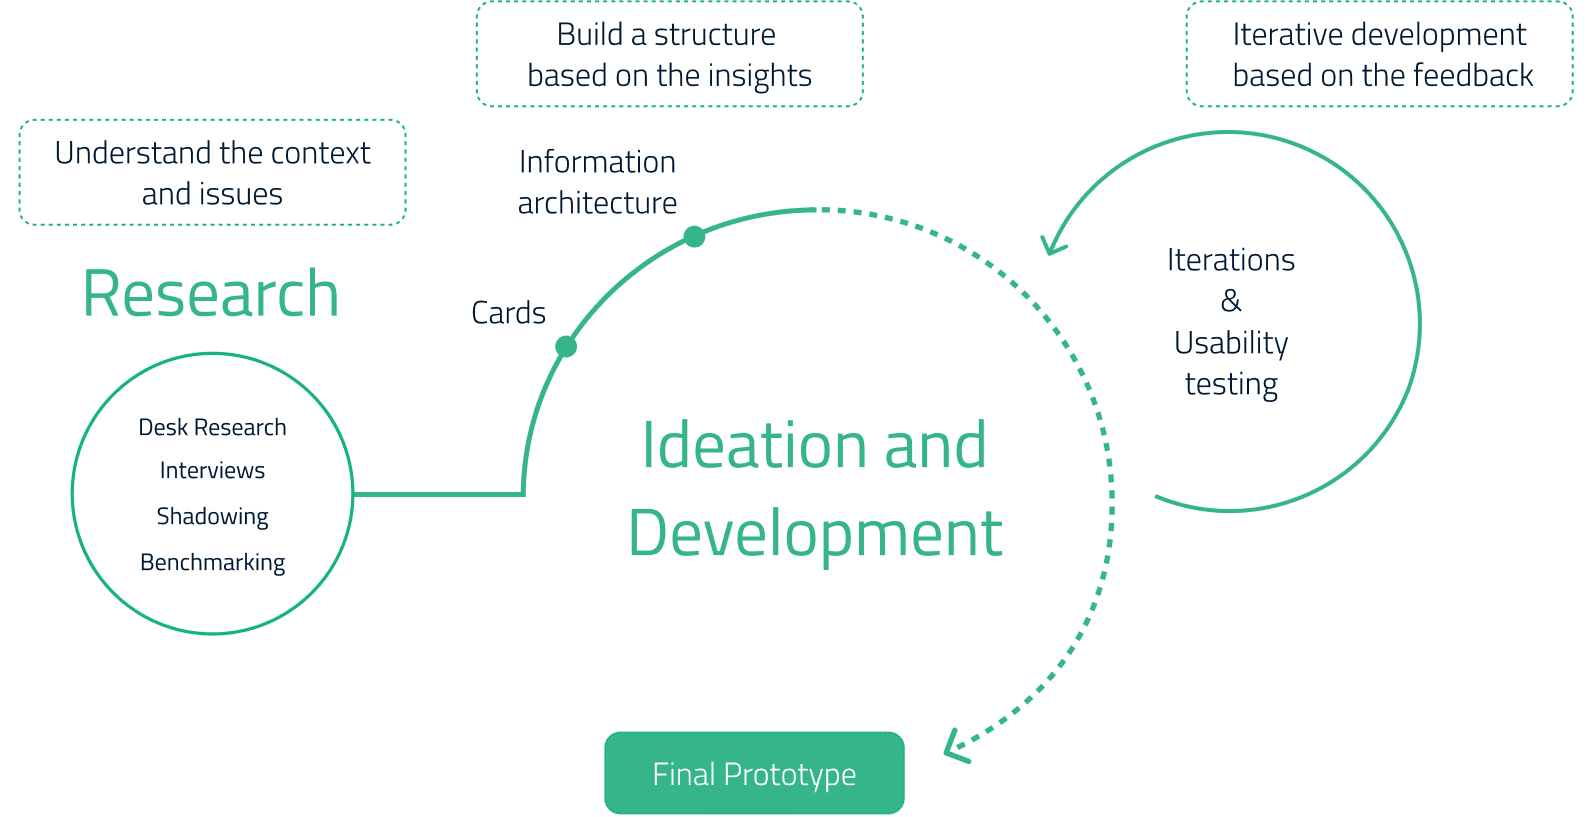 Understand the context
and issues
Research
Desk Research
Interviews
Shadowing
Benchmarking
Build a structure
based on the insights
Information
architecture
Cards
Ideation and
Development
Iterative development
based on the feedback
Iterations
&
Usability
testing
Final Prototype